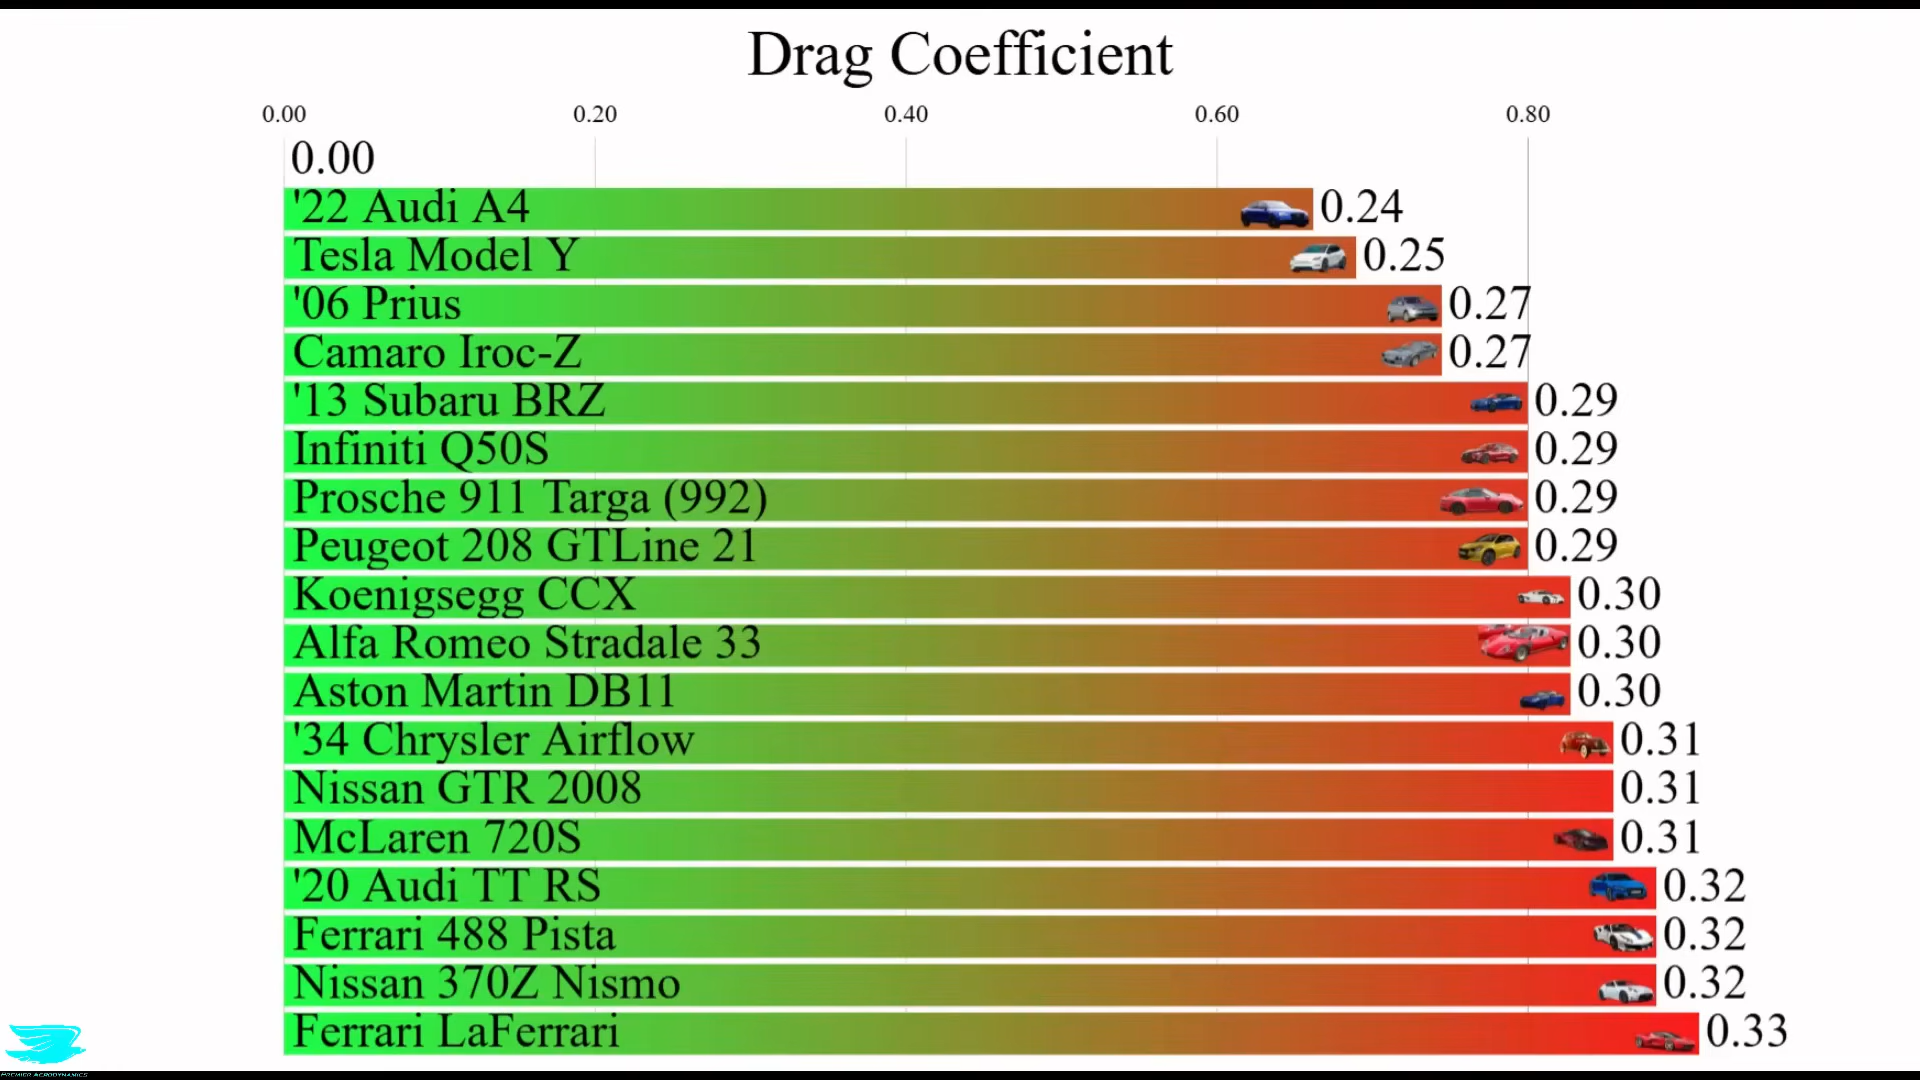 Drag Coefficient
0.00 0.20 0.40 0.60 0.80
0.00
'22 Audi A4 0.24
Tesla Model Y 0.25
'06 Prius 0.27
Camaro Iroc-Z 0.27
'13 Subaru BRZ 0.29
Infiniti Q50S 0.29
Prosche 911 Targa (992) 0.29
Peugeot 208 GTLine 21 0.29
Koenigsegg CCX 0.30
Alfa Romeo Stradale 33 0.30
Aston Martin DB11 0.30
'34 Chrysler Airflow 0.31
Nissan GTR 2008 0.31
McLaren 720S 0.31
'20 Audi TT RS 0.32
Ferrari 488 Pista 0.32
Nissan 370Z Nismo 0.32
Ferrari LaFerrari 0.33
PREMIER AERODYNAMICS